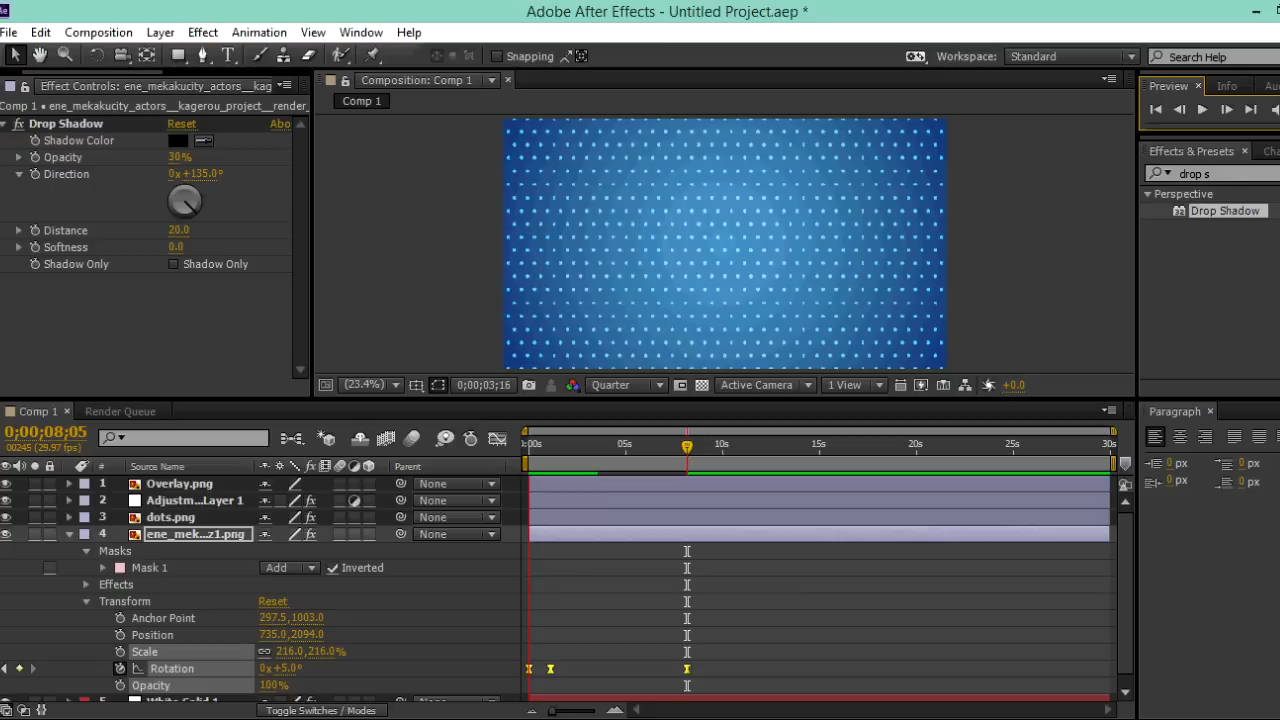 Ae
Adobe After Effects - Untitled Project.aep *
File Edit Composition Layer Effect Animation View Window Help
Snapping
Workspace: Standard
Search Help
Effect Controls: ene_mekakucity_actors__kag
Composition: Comp 1
Preview Info Au
Comp 1 • ene_mekakucity_actors__kagerou_project__render_
Comp 1
fx Drop Shadow Reset Abo
Shadow Color
Opacity 30%
Direction 0x+135.0°
Distance 20.0
Softness 0.0
Shadow Only Shadow Only
Effects & Presets Cha
drop s
Perspective
Drop Shadow
(23.4%) 0;00;03;16 Quarter Active Camera 1 View +0.0
Comp 1 Render Queue
Paragraph
0;00;08;05
00245 (29.97 fps)
0:00s 05s 10s 15s 20s 25s 30s
# Source Name fx Parent
1 Overlay.png None
2 Adjustm...Layer 1 fx None
3 dots.png fx None
4 ene_mek...z1.png fx None
Masks
Mask 1 Add Inverted
Effects
Transform Reset
Anchor Point 297.5,1003.0
Position 735.0,2094.0
Scale 216.0,216.0%
Rotation 0x+5.0°
Opacity 100%
White Solid 1
Toggle Switches / Modes
0 px 0 px
0 px 0 px